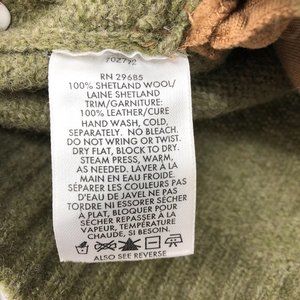 702792
RN 29685
100% SHETLAND WOOL/
LAINE SHETLAND
TRIM/GARNITURE:
100% LEATHER/CURE
HAND WASH, COLD,
SEPARATELY. NO BLEACH.
DO NOT WRING OR TWIST.
DRY FLAT, BLOCK TO DRY.
STEAM PRESS, WARM,
AS NEEDED. LAVER À LA
MAIN EN EAU FROIDE.
SÉPARER LES COULEURS PAS
D'EAU DE JAVEL NE PAS
TORDRE NI ESSORER SÉCHER
À PLAT, BLOQUER POUR
SÉCHER REPASSER À LA
VAPEUR, TEMPÉRATURE
CHAUDE, SI BESOIN.
ALSO SEE REVERSE